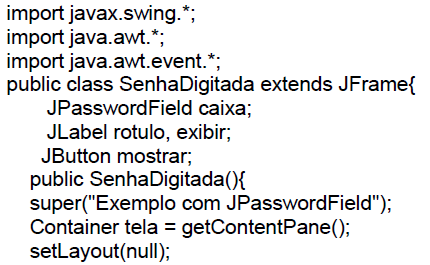 import javax.swing.*;
import java.awt.*;
import java.awt.event.*;
public class SenhaDigitada extends JFrame{
JPasswordField caixa;
JLabel rotulo, exibir;
JButton mostrar;
public SenhaDigitada(){
super("Exemplo com JPasswordField");
Container tela = getContentPane();
setLayout(null);